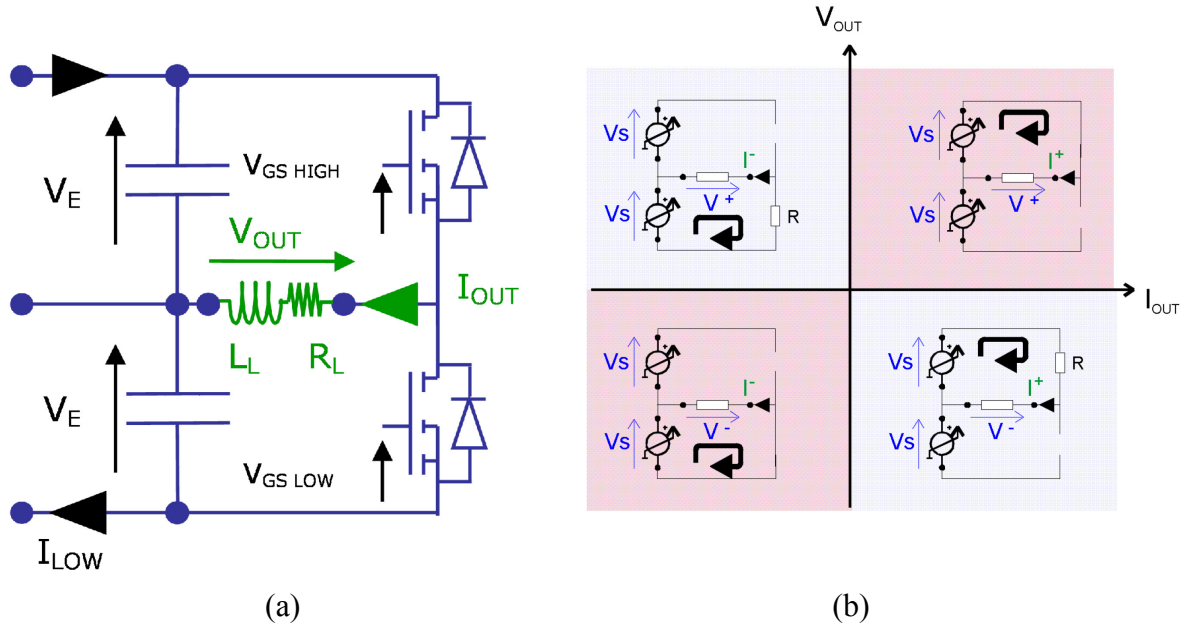 V_E
V_GS HIGH
V_OUT
I_OUT
L_L
R_L
V_E
V_GS LOW
I_LOW
(a)
V_OUT
I_OUT
Vs
I⁻
V⁺
Vs
R
Vs
I⁺
V⁺
Vs
Vs
I⁻
V⁻
Vs
Vs
R
I⁺
V⁻
Vs
(b)